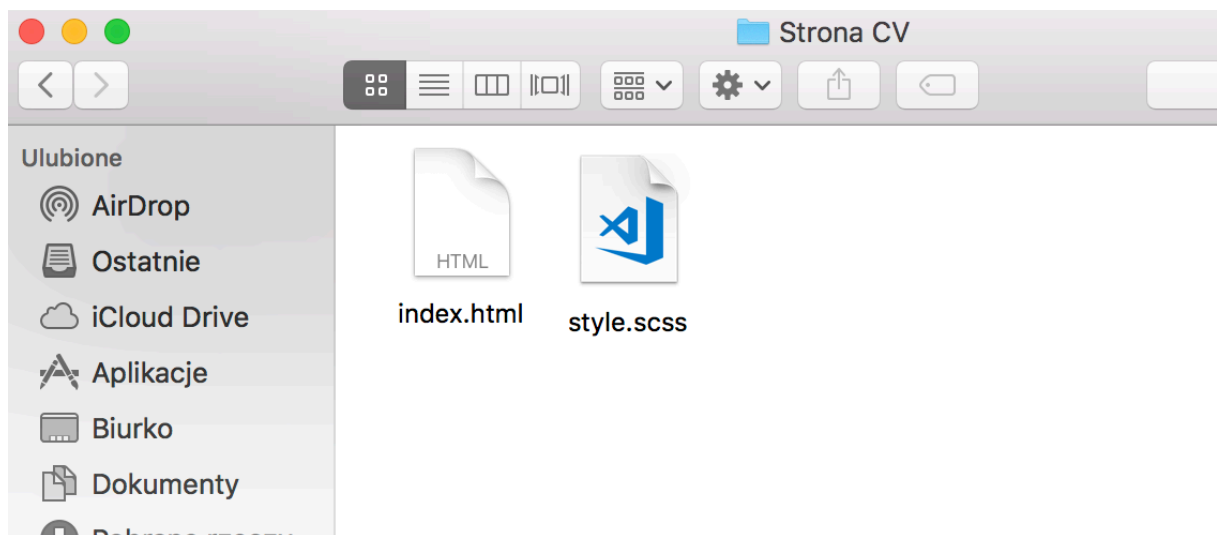 Strona CV
Ulubione
AirDrop
Ostatnie
iCloud Drive
Aplikacje
Biurko
Dokumenty
HTML
index.html
style.scss